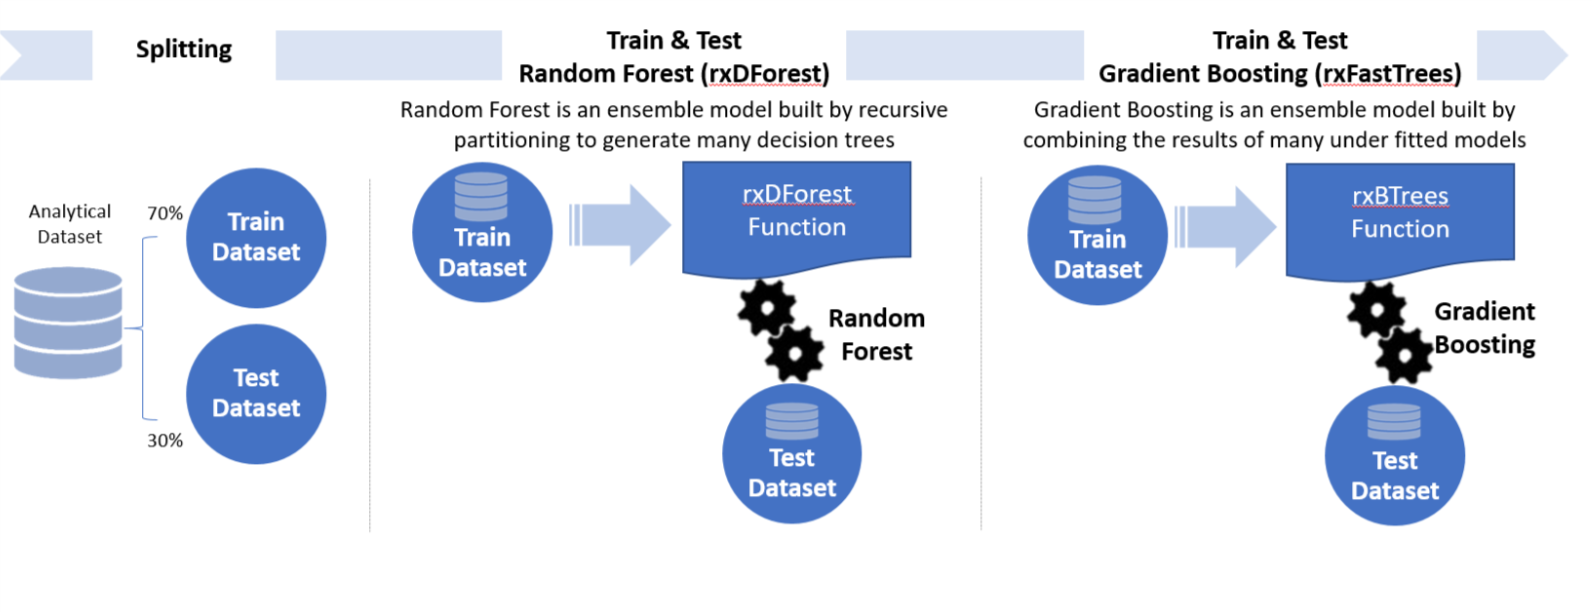 Splitting
Analytical
Dataset
70%
Train
Dataset
Test
Dataset
30%
Train & Test
Random Forest (rxDForest)
Random Forest is an ensemble model built by recursive
partitioning to generate many decision trees
Train
Dataset
rxDForest
Function
Random
Forest
Test
Dataset
Train & Test
Gradient Boosting (rxFastTrees)
Gradient Boosting is an ensemble model built by
combining the results of many under fitted models
Train
Dataset
rxBTrees
Function
Gradient
Boosting
Test
Dataset